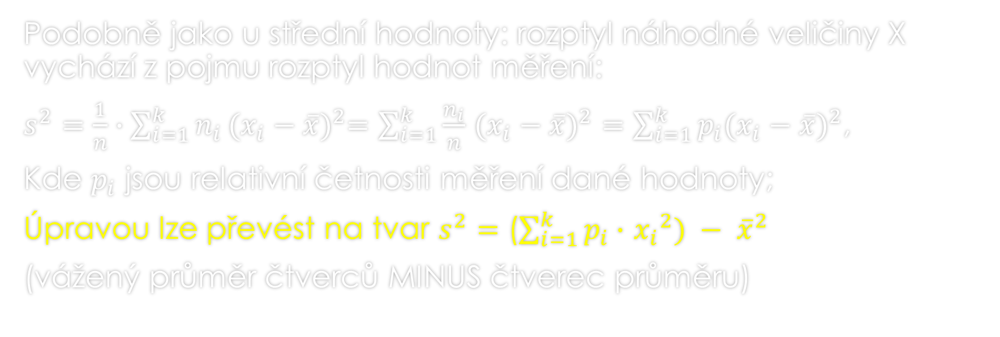 Podobně jako u střední hodnoty: rozptyl náhodné veličiny X
vychází z pojmu rozptyl hodnot měření:
$s^2 = \frac{1}{n} \cdot \sum_{i=1}^{k} n_i (x_i - \bar{x})^2 = \sum_{i=1}^{k} \frac{n_i}{n} (x_i - \bar{x})^2 = \sum_{i=1}^{k} p_i (x_i - \bar{x})^2,$
Kde $p_i$ jsou relativní četnosti měření dané hodnoty;
Úpravou lze převést na tvar $s^2 = (\sum_{i=1}^{k} p_i \cdot x_i^2) - \bar{x}^2$
(vážený průměr čtverců MINUS čtverec průměru)